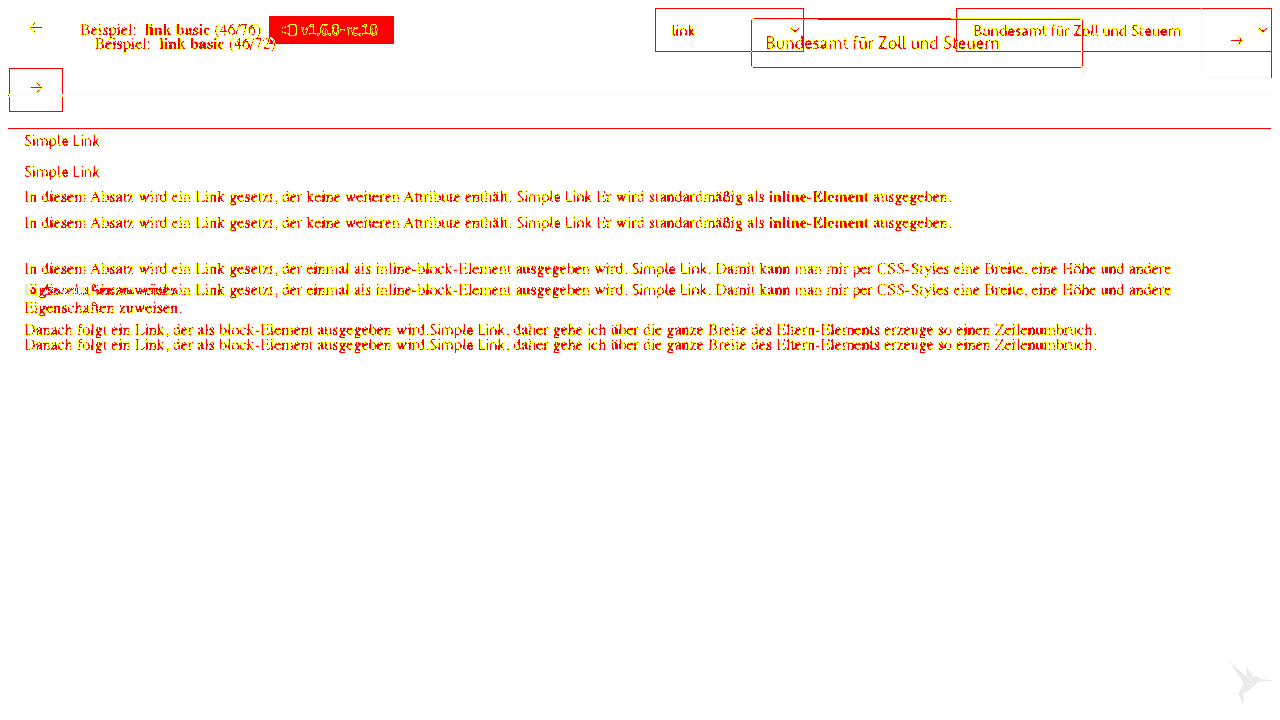 Beispiel: link basic (46/76) v1.6.0-rc.10 link Bundesamt für Zoll und Steuern
Beispiel: link basic (46/72) Bundesamt für Zoll und Steuern
Simple Link
Simple Link
In diesem Absatz wird ein Link gesetzt, der keine weiteren Attribute enthält. Simple Link Er wird standardmäßig als inline-Element ausgegeben.
In diesem Absatz wird ein Link gesetzt, der keine weiteren Attribute enthält. Simple Link Er wird standardmäßig als inline-Element ausgegeben.
In diesem Absatz wird ein Link gesetzt, der einmal als inline-block-Element ausgegeben wird. Simple Link. Damit kann man mir per CSS-Styles eine Breite, eine Höhe und andere
ein Link gesetzt, der einmal als inline-block-Element ausgegeben wird. Simple Link. Damit kann man mir per CSS-Styles eine Breite, eine Höhe und andere
Eigenschaften zuweisen.
Danach folgt ein Link, der als block-Element ausgegeben wird.Simple Link, daher gehe ich über die ganze Breite des Eltern-Elements erzeuge so einen Zeilenumbruch.
Danach folgt ein Link, der als block-Element ausgegeben wird.Simple Link, daher gehe ich über die ganze Breite des Eltern-Elements erzeuge so einen Zeilenumbruch.